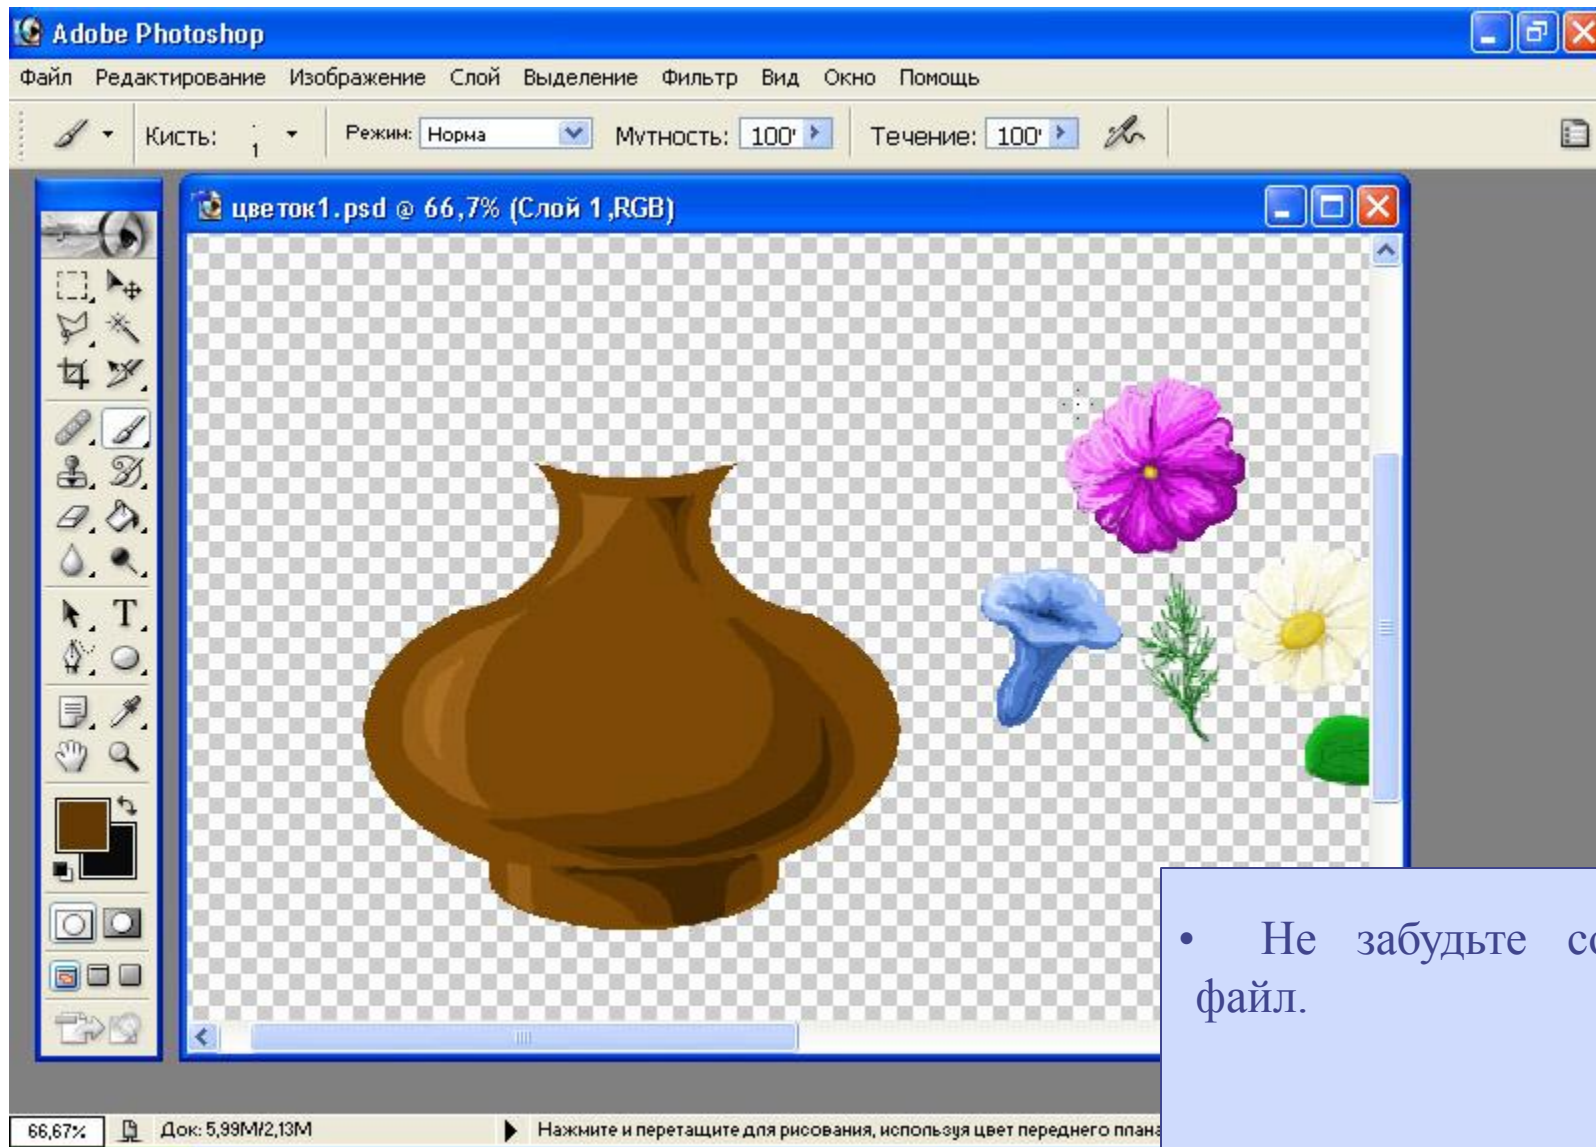 Adobe Photoshop
Файл Редактирование Изображение Слой Выделение Фильтр Вид Окно Помощь
Кисть: 1 Режим: Норма Мутность: 100' Течение: 100'
цветок1.psd @ 66,7% (Слой 1,RGB)
T
• Не забудьте
файл.
66,67% Док: 5,99M/2,13M Нажмите и перетащите для рисования, используя цвет переднего плана